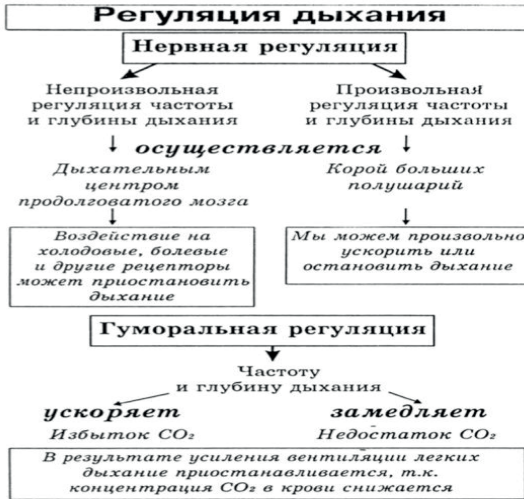 Регуляция дыхания
Нервная регуляция
Непроизвольная
регуляция частоты
и глубины дыхания
Произвольная
регуляция частоты
и глубины дыхания
осуществляется
Дыхательным
центром
продолговатого мозга
Корой больших
полушарий
Воздействие на
холодовые, болевые
и другие рецепторы
может приостановить
дыхание
Мы можем произвольно
ускорить или
остановить дыхание
Гуморальная регуляция
Частоту
и глубину дыхания
ускоряет
замедляет
Избыток CO₂
Недостаток CO₂
В результате усиления вентиляции легких
дыхание приостанавливается, т.к.
концентрация CO₂ в крови снижается